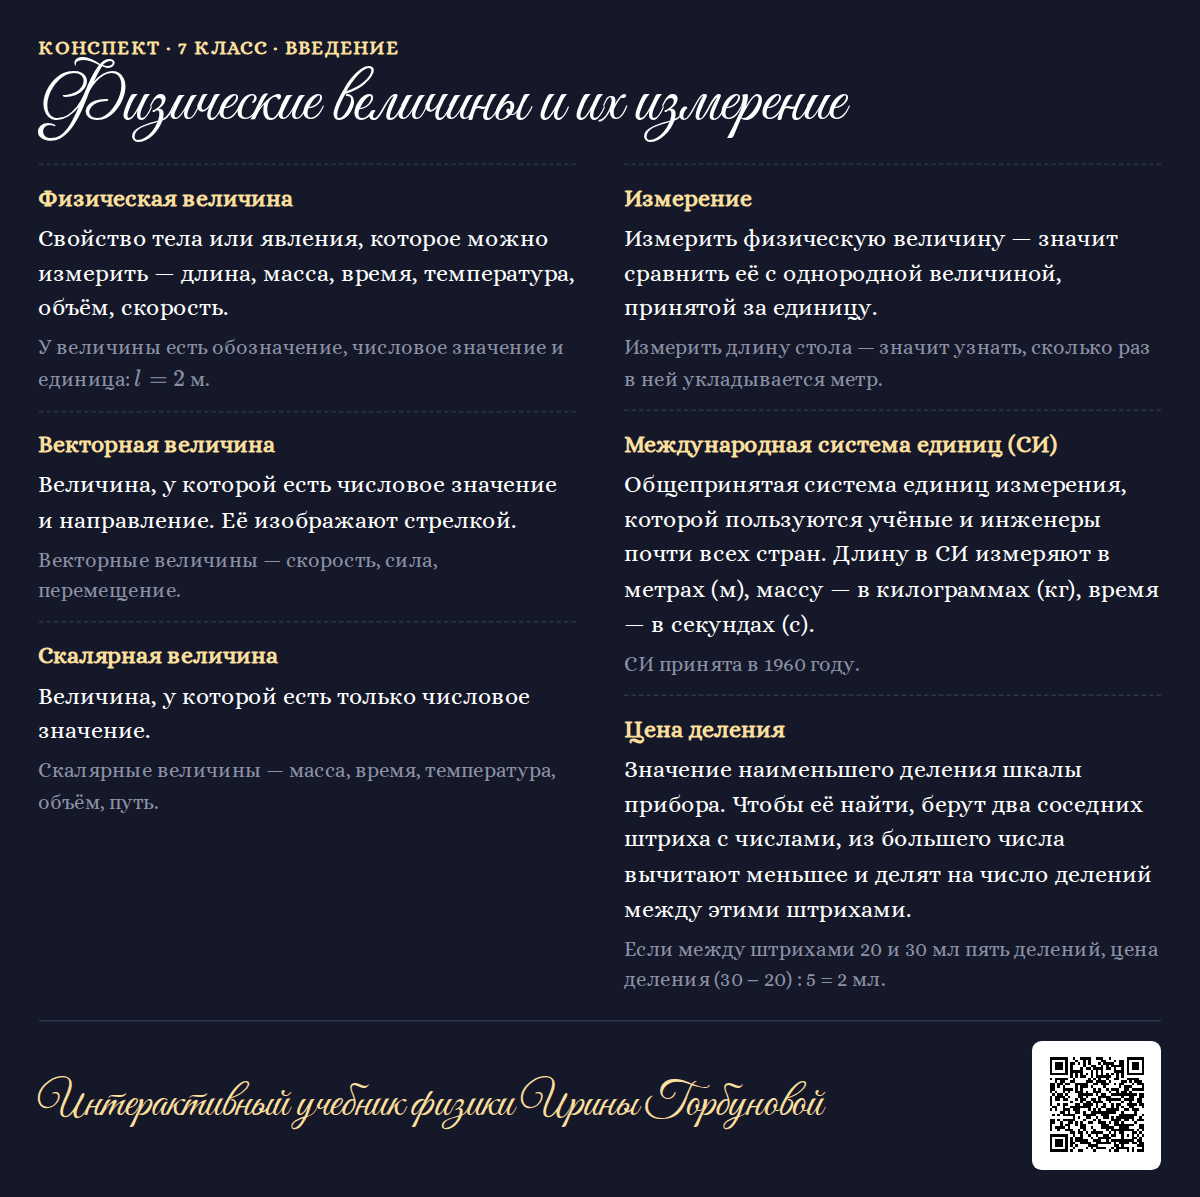 КОНСПЕКТ · 7 КЛАСС · ВВЕДЕНИЕ
Физические величины и их измерение
Физическая величина
Свойство тела или явления, которое можно
измерить — длина, масса, время, температура,
объём, скорость.
У величины есть обозначение, числовое значение и
единица: l = 2 м.
Векторная величина
Величина, у которой есть числовое значение
и направление. Её изображают стрелкой.
Векторные величины — скорость, сила,
перемещение.
Скалярная величина
Величина, у которой есть только числовое
значение.
Скалярные величины — масса, время, температура,
объём, путь.
Измерение
Измерить физическую величину — значит
сравнить её с однородной величиной,
принятой за единицу.
Измерить длину стола — значит узнать, сколько раз
в ней укладывается метр.
Международная система единиц (СИ)
Общепринятая система единиц измерения,
которой пользуются учёные и инженеры
почти всех стран. Длину в СИ измеряют в
метрах (м), массу — в килограммах (кг), время
— в секундах (с).
СИ принята в 1960 году.
Цена деления
Значение наименьшего деления шкалы
прибора. Чтобы её найти, берут два соседних
штриха с числами, из большего числа
вычитают меньшее и делят на число делений
между этими штрихами.
Если между штрихами 20 и 30 мл пять делений, цена
деления (30 – 20) : 5 = 2 мл.
Интерактивный учебник физики Ирины Горбуновой